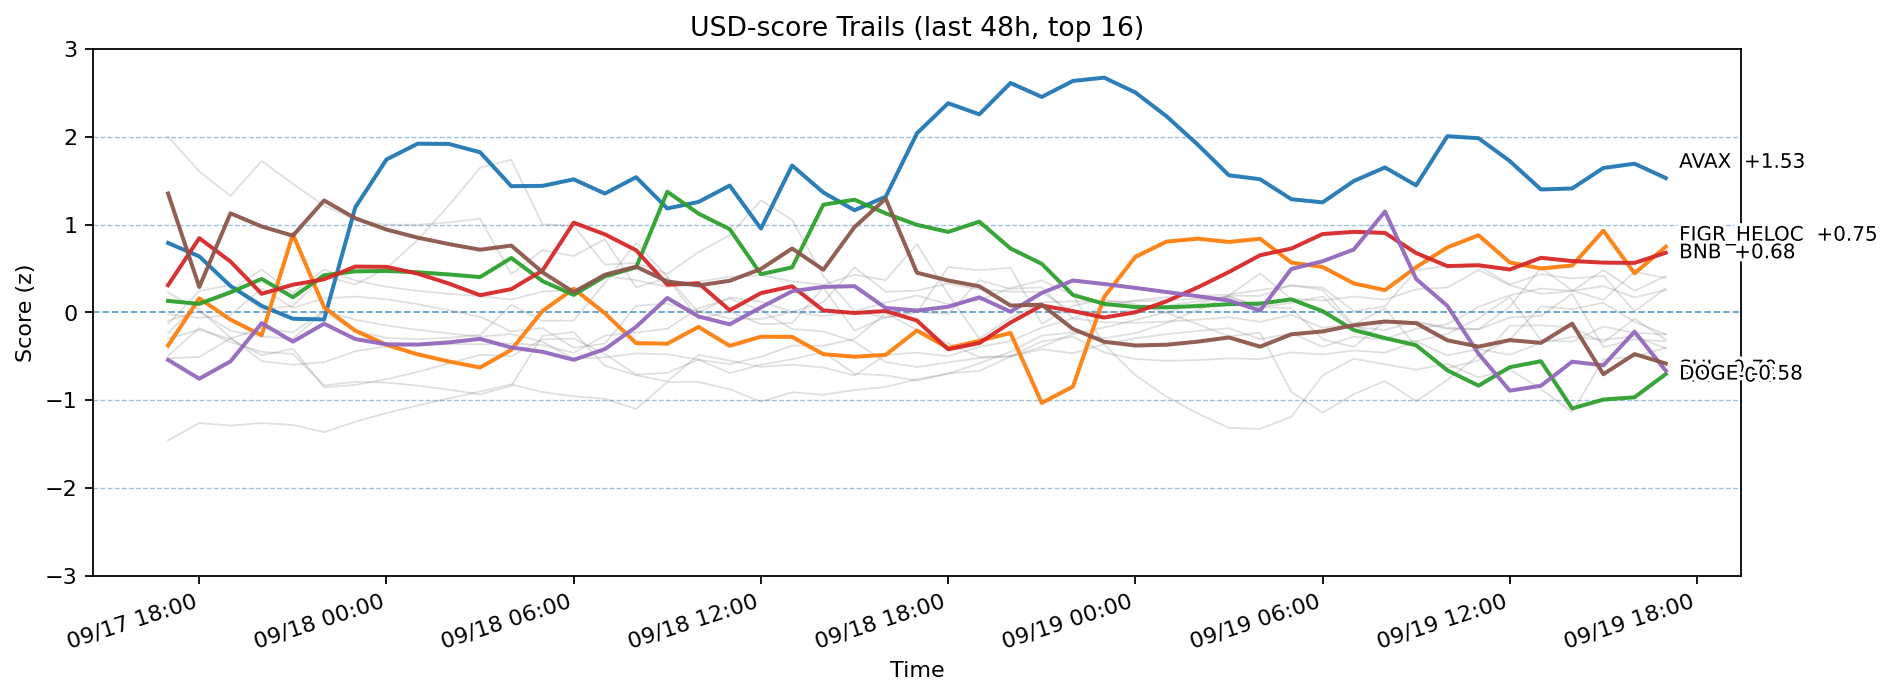 USD-score Trails (last 48h, top 16)
Score (z)
3
2
1
0
−1
−2
−3
AVAX +1.53
FIGR_HELOC +0.75
BNB +0.68
DOGE -0.58
09/17 18:00
09/18 00:00
09/18 06:00
09/18 12:00
09/18 18:00
09/19 00:00
09/19 06:00
09/19 12:00
09/19 18:00
Time